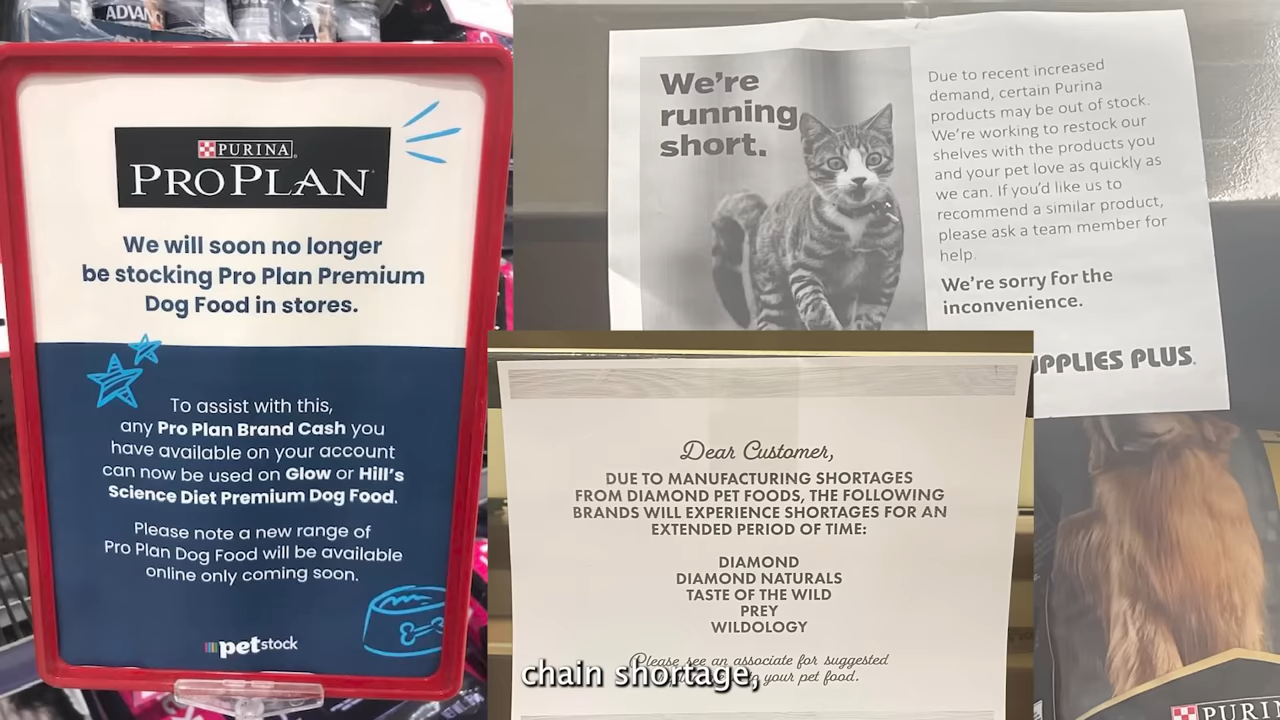 ADVANC
PURINA
PROPLAN
We will soon no longer
be stocking Pro Plan Premium
Dog Food in stores.
To assist with this,
any Pro Plan Brand Cash you
have available on your account
can now be used on Glow or Hill's
Science Diet Premium Dog Food.
Please note a new range of
Pro Plan Dog Food will be available
online only coming soon.
petstock
We're
running
short.
Due to recent increased
demand, certain Purina
products may be out of stock.
We're working to restock our
shelves with the products you
and your pet love as quickly as
we can. If you'd like us to
recommend a similar product,
please ask a team member for
help.
We're sorry for the
inconvenience.
UPPLIES PLUS.
Dear Customer,
DUE TO MANUFACTURING SHORTAGES
FROM DIAMOND PET FOODS, THE FOLLOWING
BRANDS WILL EXPERIENCE SHORTAGES FOR AN
EXTENDED PERIOD OF TIME:
DIAMOND
DIAMOND NATURALS
TASTE OF THE WILD
PREY
WILDOLOGY
Please see an associate for suggested
your pet food.
chain shortage,
PURIN